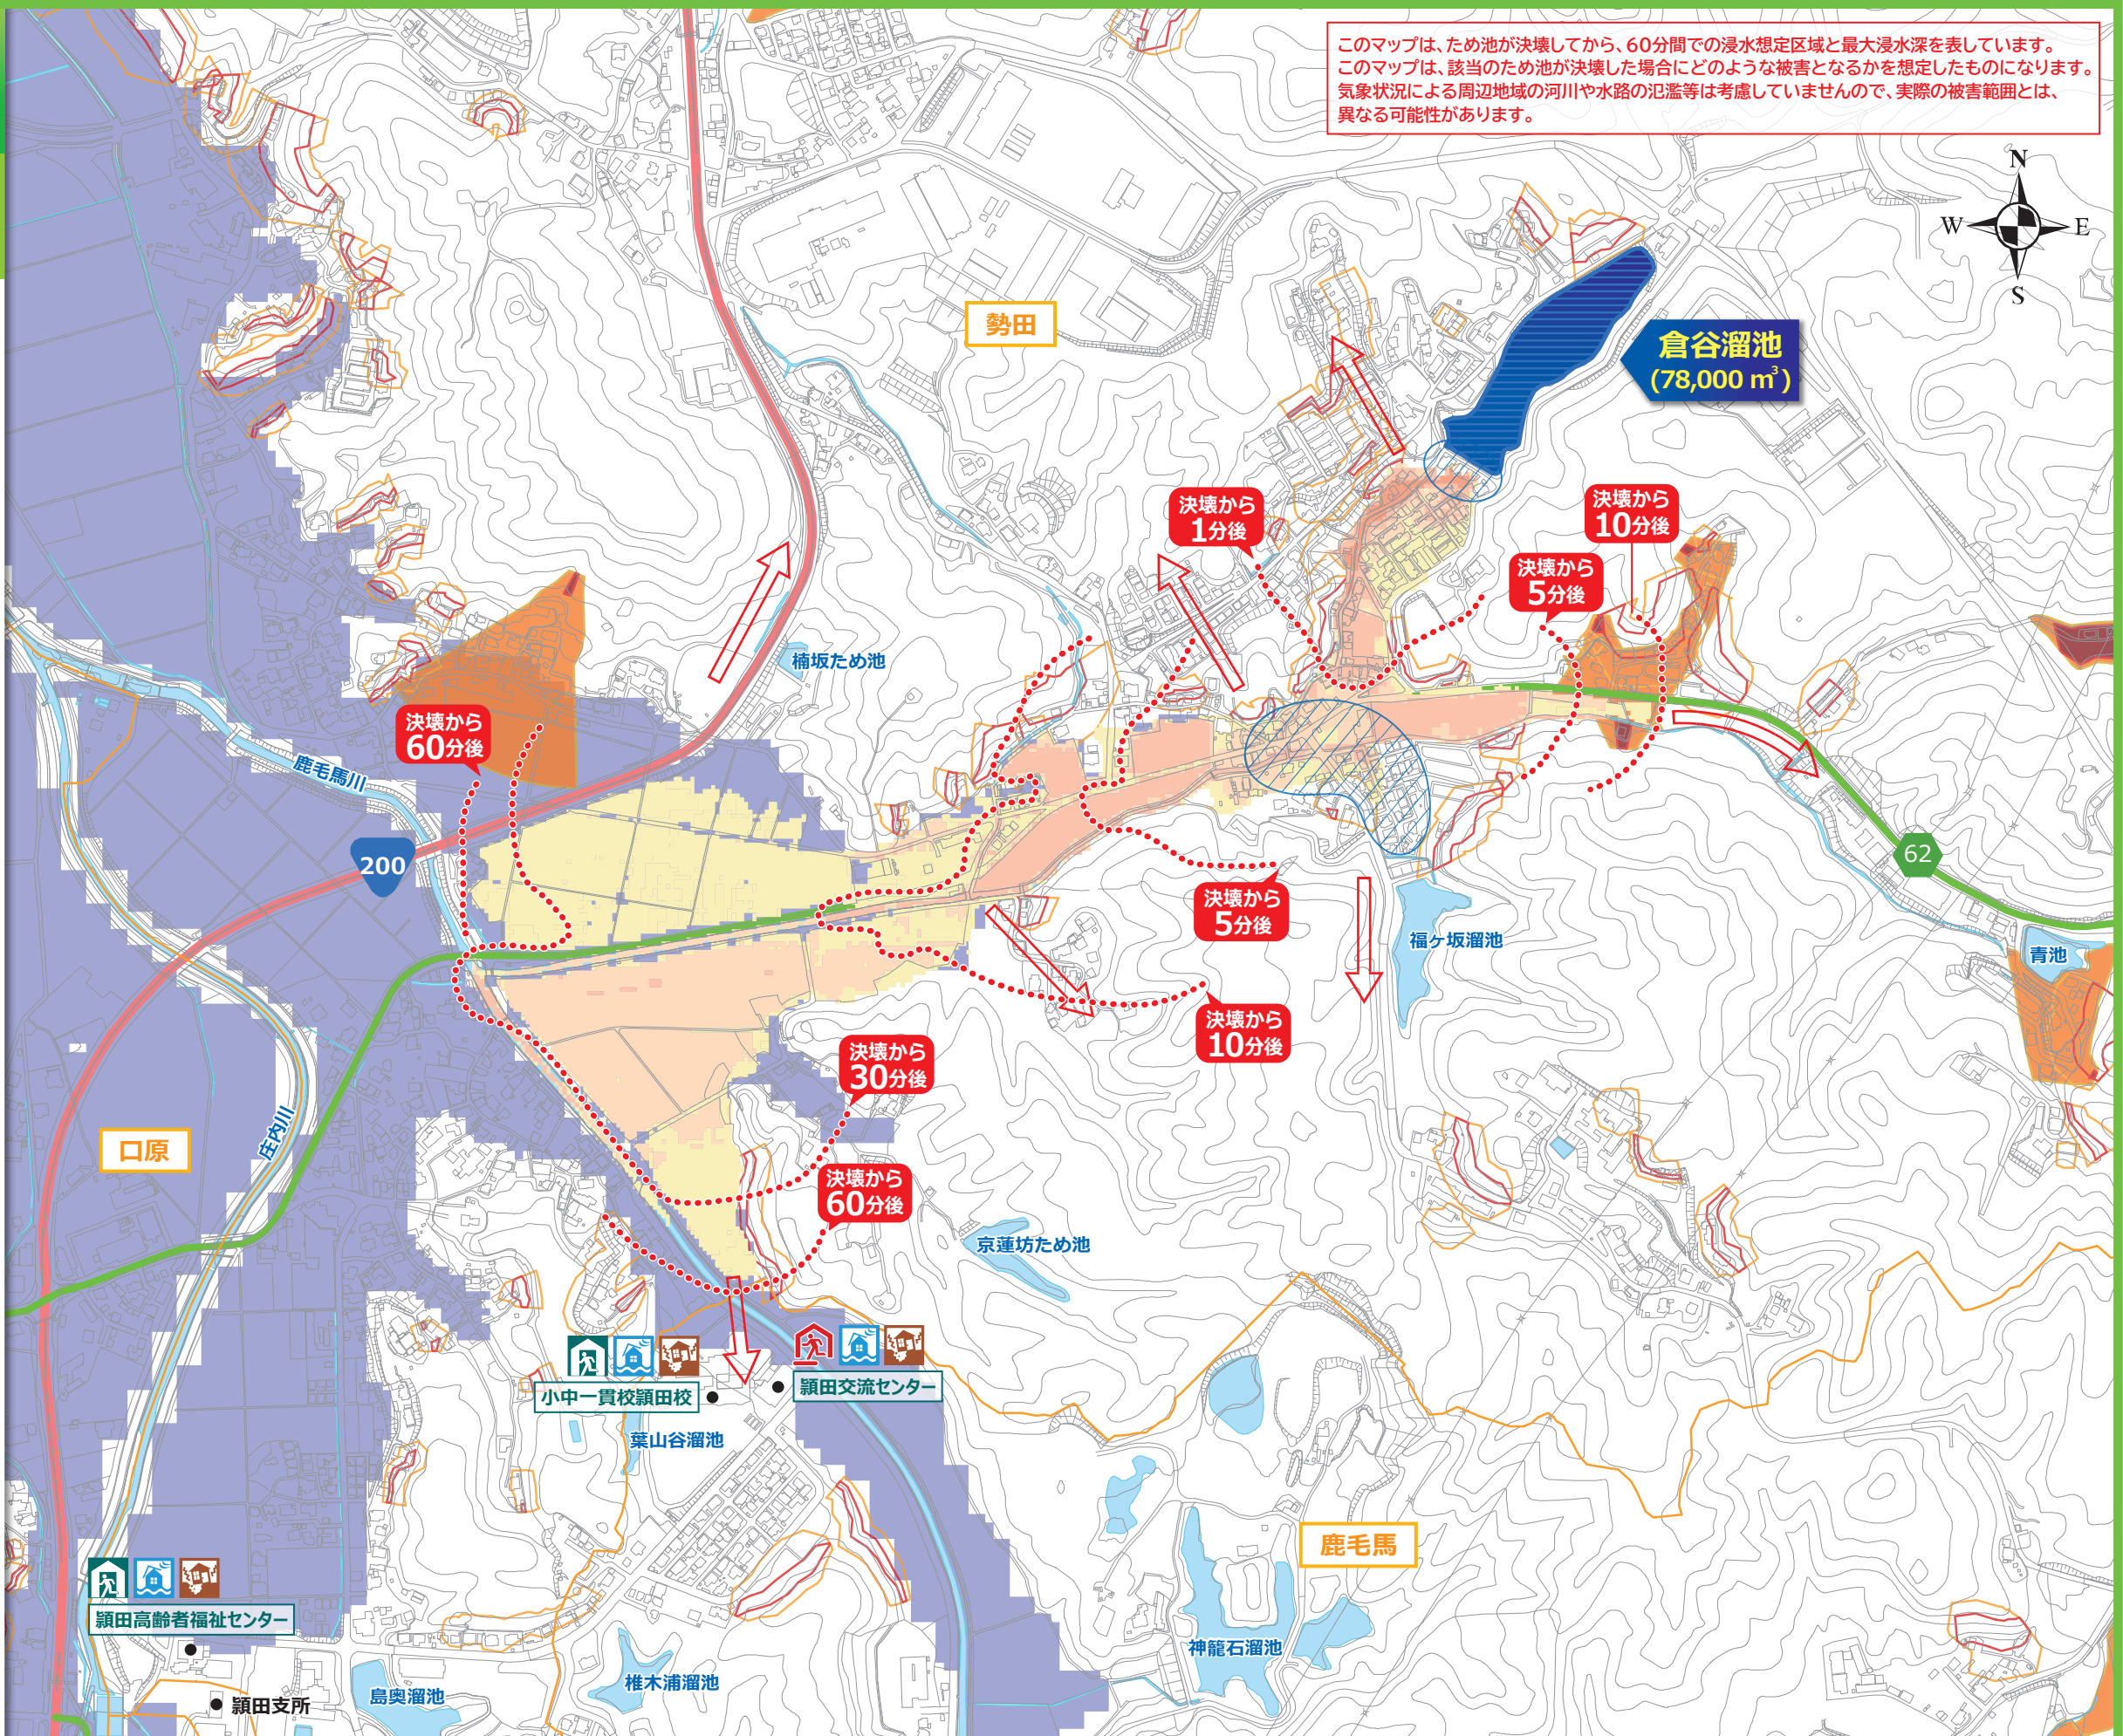 このマップは、ため池が決壊してから、60分間での浸水想定区域と最大浸水深を表しています。
このマップは、該当のため池が決壊した場合にどのような被害となるかを想定したものになります。
気象状況による周辺地域の河川や水路の氾濫等は考慮していませんので、実際の被害範囲とは、
異なる可能性があります。
N
W
E
S
勢田
倉谷溜池
(78,000 m³)
決壊から
1分後
決壊から
10分後
決壊から
5分後
楠坂ため池
決壊から
60分後
鹿毛馬川
200
62
決壊から
5分後
福ヶ坂溜池
青池
決壊から
10分後
決壊から
30分後
口原
庄内川
決壊から
60分後
京蓮坊ため池
小中一貫校頴田校
頴田交流センター
葉山谷溜池
鹿毛馬
頴田高齢者福祉センター
神籠石溜池
椎木浦溜池
島奥溜池
頴田支所